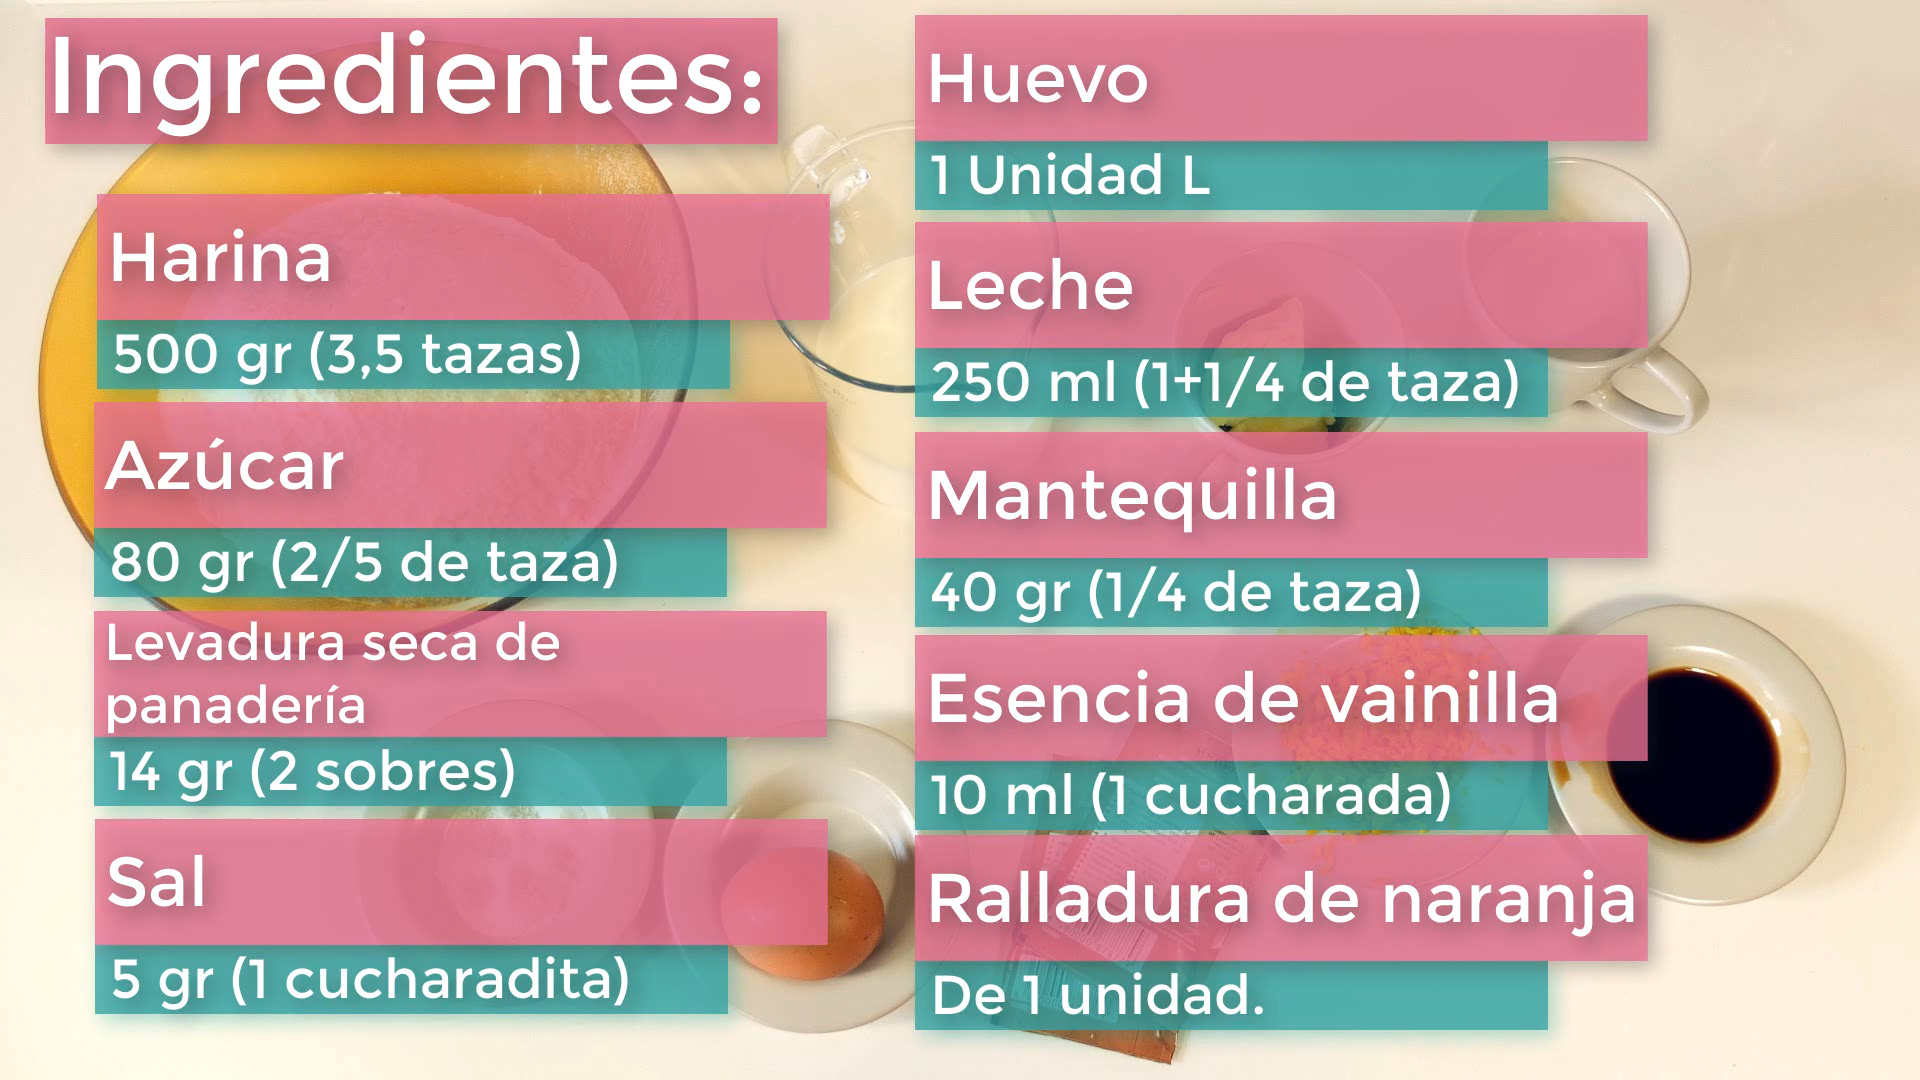 Ingredientes:
Harina
500 gr (3,5 tazas)
Azúcar
80 gr (2/5 de taza)
Levadura seca de
panadería
14 gr (2 sobres)
Sal
5 gr (1 cucharadita)
Huevo
1 Unidad L
Leche
250 ml (1+1/4 de taza)
Mantequilla
40 gr (1/4 de taza)
Esencia de vainilla
10 ml (1 cucharada)
Ralladura de naranja
De 1 unidad.